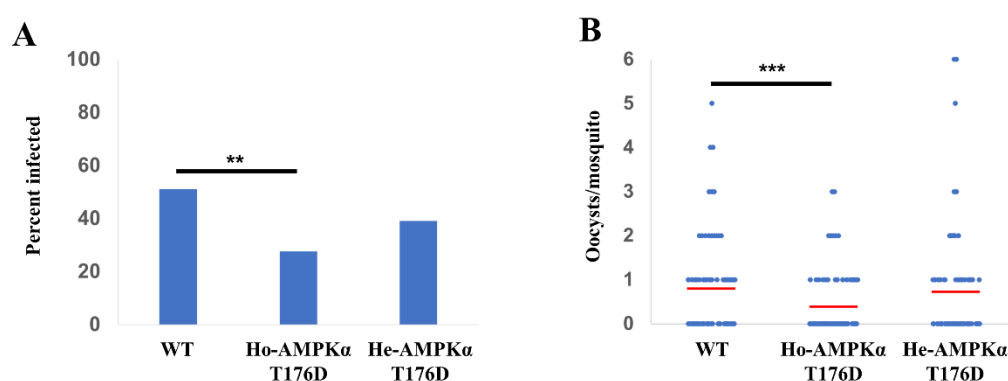 A
Percent infected
100
80
60
40
20
0
**
WT
Ho-AMPKα
T176D
He-AMPKα
T176D
B
Oocysts/mosquito
6
5
4
3
2
1
0
***
WT
Ho-AMPKα
T176D
He-AMPKα
T176D